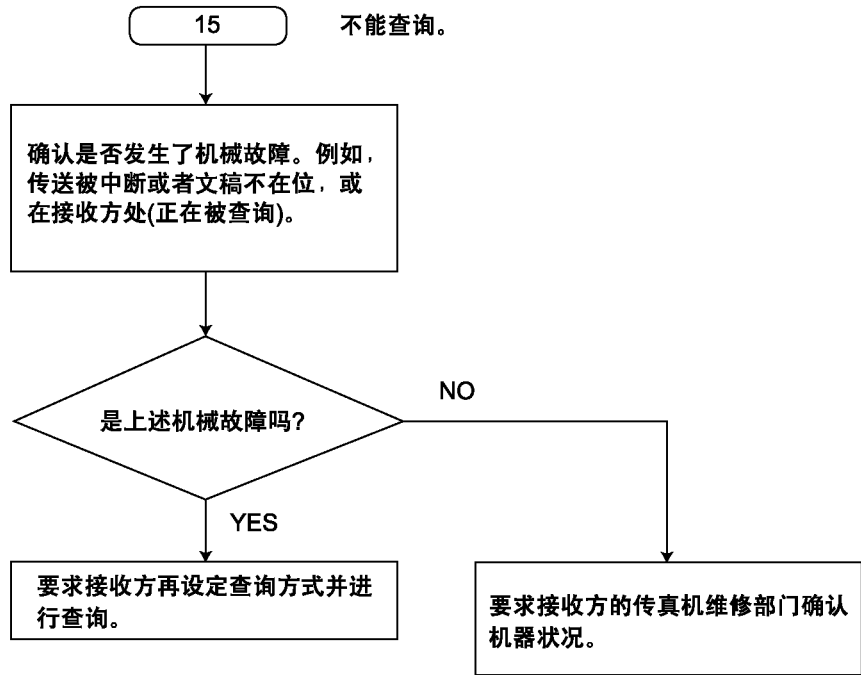 15 不能查询。
确认是否发生了机械故障。例如，
传送被中断或者文稿不在位，或
在接收方处(正在被查询)。
是上述机械故障吗?
NO
YES
要求接收方再设定查询方式并进
行查询。
要求接收方的传真机维修部门确认
机器状况。